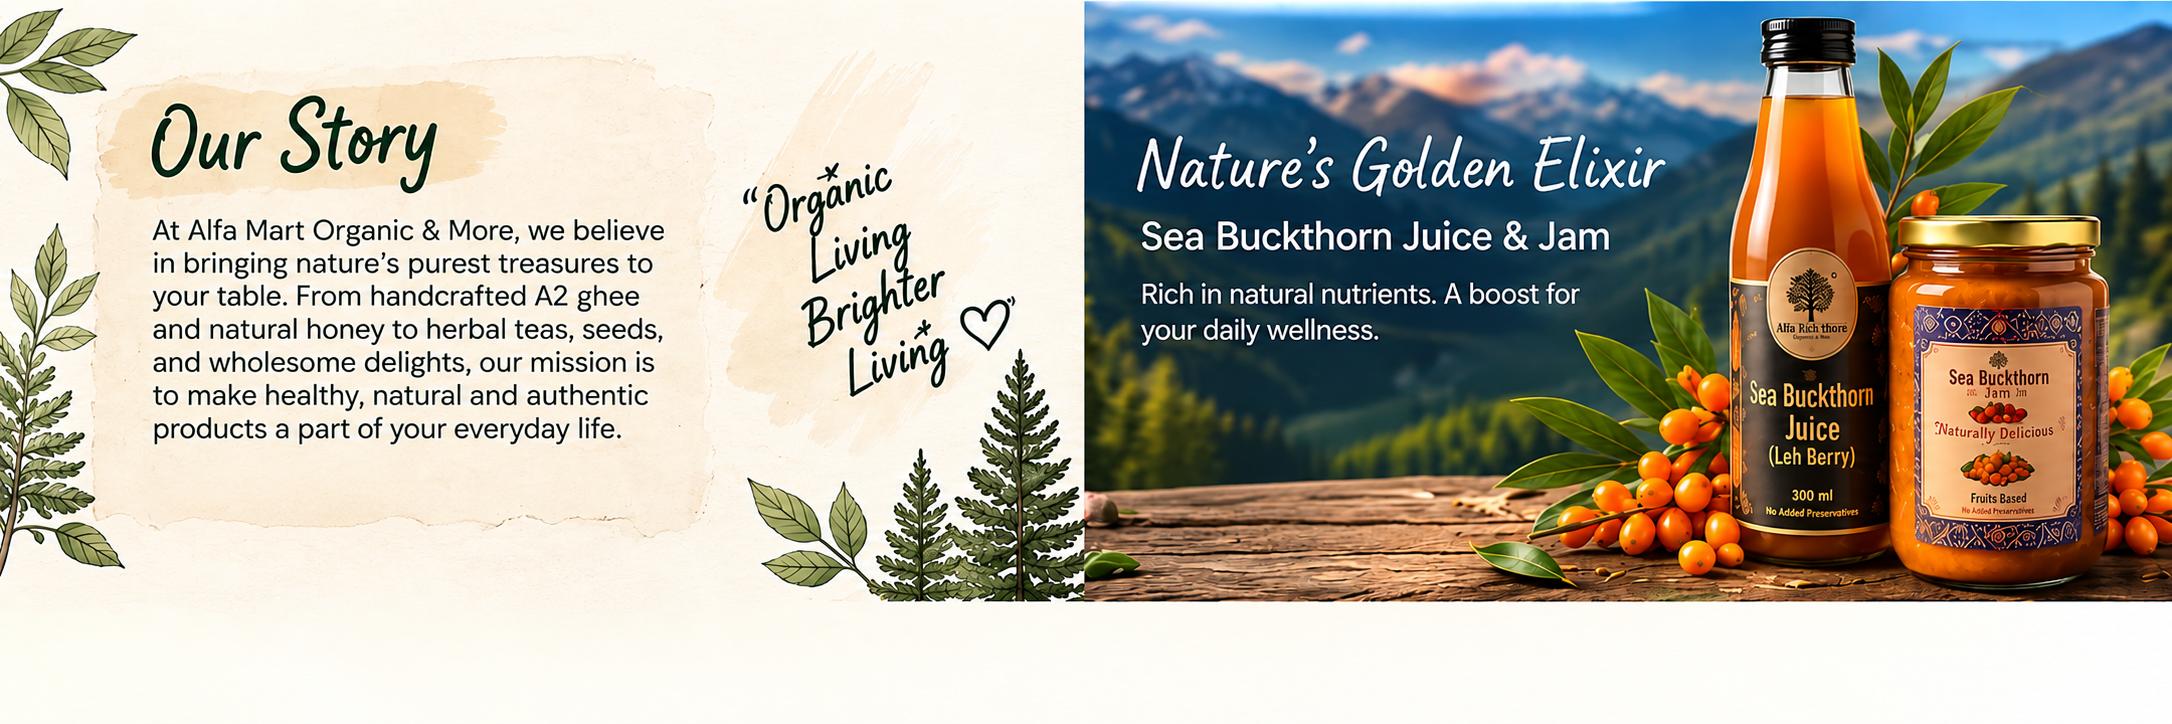 Our Story
At Alfa Mart Organic & More, we believe
in bringing nature's purest treasures to
your table. From handcrafted A2 ghee
and natural honey to herbal teas, seeds,
and wholesome delights, our mission is
to make healthy, natural and authentic
products a part of your everyday life.
"Organic
Living
Brighter
Living"
Nature's Golden Elixir
Sea Buckthorn Juice & Jam
Rich in natural nutrients. A boost for
your daily wellness.
Alfa Rich thore
Sea Buckthorn
Juice
(Leh Berry)
300 ml
No Added Preservatives
Sea Buckthorn
Jam
Naturally Delicious
Fruits Based
No Added